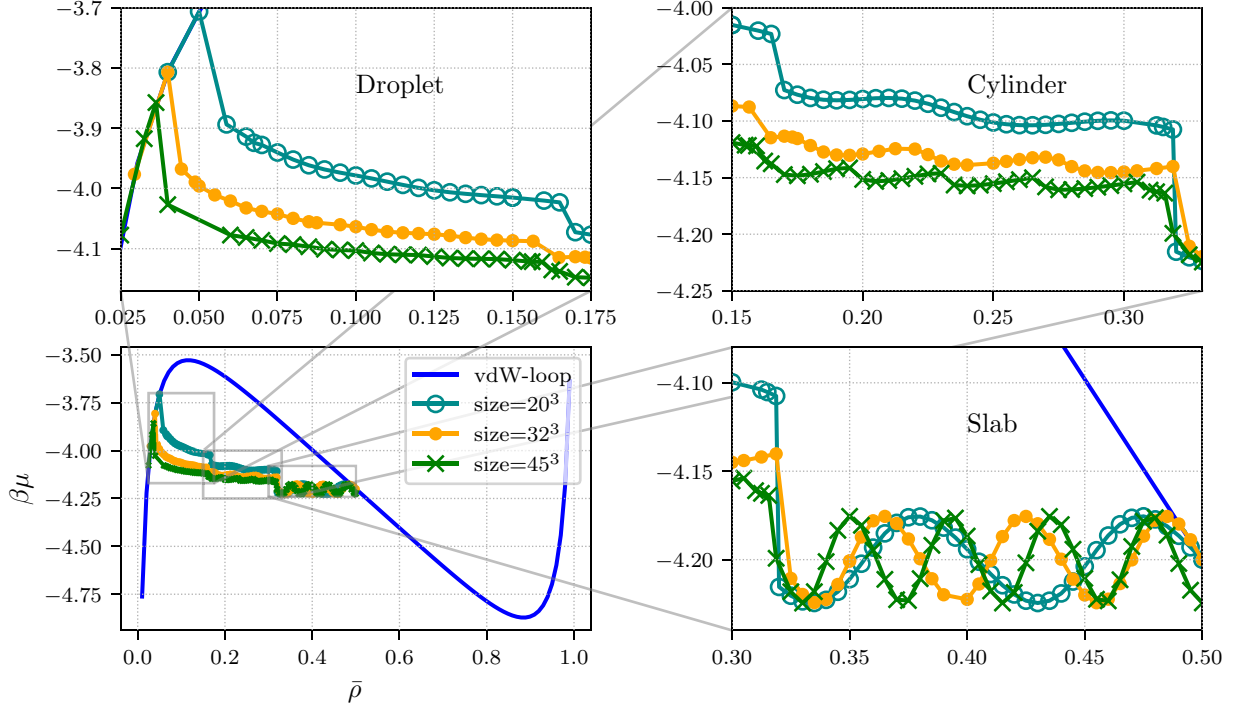 −3.7
−3.8
−3.9
−4.0
−4.1
Droplet
0.025 0.050 0.075 0.100 0.125 0.150 0.175
−4.00
−4.05
−4.10
−4.15
−4.20
−4.25
Cylinder
0.15 0.20 0.25 0.30
βμ
−3.50
−3.75
−4.00
−4.25
−4.50
−4.75
vdW-loop
size=20³
size=32³
size=45³
0.0 0.2 0.4 0.6 0.8 1.0
ρ̄
−4.10
−4.15
−4.20
Slab
0.30 0.35 0.40 0.45 0.50